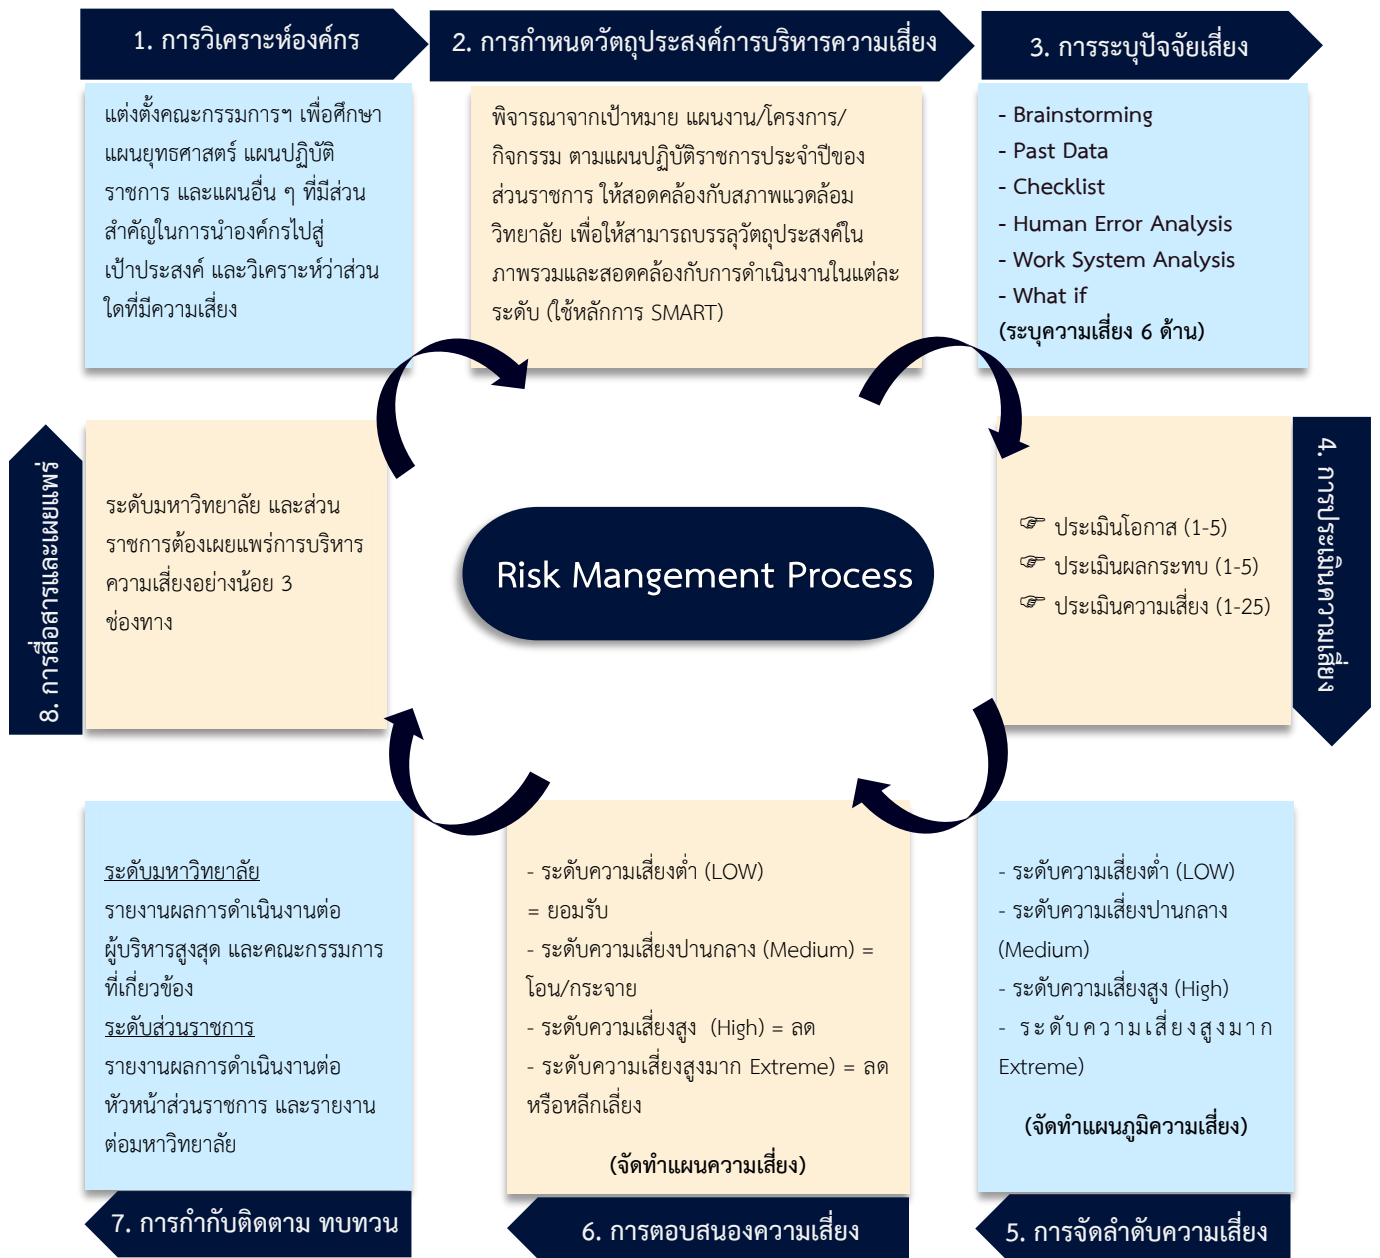 1. การวิเคราะห์องค์กร
2. การกำหนดวัตถุประสงค์การบริหารความเสี่ยง
3. การระบุปัจจัยเสี่ยง
แต่งตั้งคณะกรรมการฯ เพื่อศึกษา
แผนยุทธศาสตร์ แผนปฏิบัติ
ราชการ และแผนอื่น ๆ ที่มีส่วน
สำคัญในการนำองค์กรไปสู่
เป้าประสงค์ และวิเคราะห์ว่าส่วน
ใดที่มีความเสี่ยง
พิจารณาจากเป้าหมาย แผนงาน/โครงการ/
กิจกรรม ตามแผนปฏิบัติราชการประจำปีของ
ส่วนราชการ ให้สอดคล้องกับสภาพแวดล้อม
วิทยาลัย เพื่อให้สามารถบรรลุวัตถุประสงค์ใน
ภาพรวมและสอดคล้องกับการดำเนินงานในแต่ละ
ระดับ (ใช้หลักการ SMART)
- Brainstorming
- Past Data
- Checklist
- Human Error Analysis
- Work System Analysis
- What if
(ระบุความเสี่ยง 6 ด้าน)
4. การประเมินความเสี่ยง
☞ ประเมินโอกาส (1-5)
☞ ประเมินผลกระทบ (1-5)
☞ ประเมินความเสี่ยง (1-25)
Risk Mangement Process
8. การสื่อสารและเผยแพร่
ระดับมหาวิทยาลัย และส่วน
ราชการต้องเผยแพร่การบริหาร
ความเสี่ยงอย่างน้อย 3
ช่องทาง
- ระดับความเสี่ยงต่ำ (LOW)
- ระดับความเสี่ยงปานกลาง
(Medium)
- ระดับความเสี่ยงสูง (High)
- ระดับความเสี่ยงสูงมาก
Extreme)
(จัดทำแผนภูมิความเสี่ยง)
5. การจัดลำดับความเสี่ยง
- ระดับความเสี่ยงต่ำ (LOW)
= ยอมรับ
- ระดับความเสี่ยงปานกลาง (Medium) =
โอน/กระจาย
- ระดับความเสี่ยงสูง (High) = ลด
- ระดับความเสี่ยงสูงมาก Extreme) = ลด
หรือหลีกเลี่ยง
(จัดทำแผนความเสี่ยง)
6. การตอบสนองความเสี่ยง
ระดับมหาวิทยาลัย
รายงานผลการดำเนินงานต่อ
ผู้บริหารสูงสุด และคณะกรรมการ
ที่เกี่ยวข้อง
ระดับส่วนราชการ
รายงานผลการดำเนินงานต่อ
หัวหน้าส่วนราชการ และรายงาน
ต่อมหาวิทยาลัย
7. การกำกับติดตาม ทบทวน